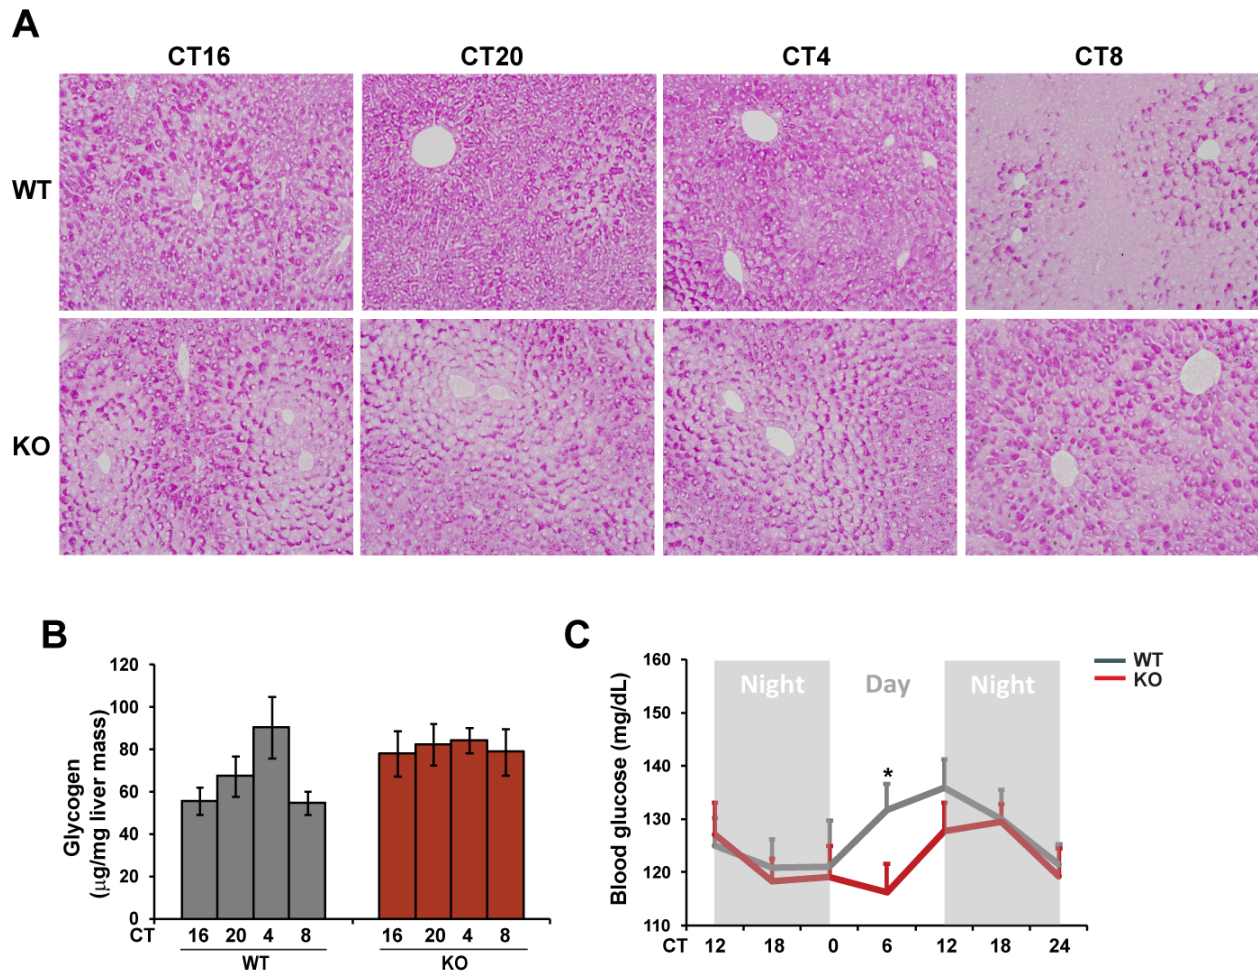 A
CT16 CT20 CT4 CT8
WT
KO
B
120
100
80
60
40
20
0
Glycogen
(μg/mg liver mass)
CT 16 20 4 8 16 20 4 8
WT KO
C
160
150
140
130
120
110
Blood glucose (mg/dL)
Night Day Night
*
WT
KO
CT 12 18 0 6 12 18 24